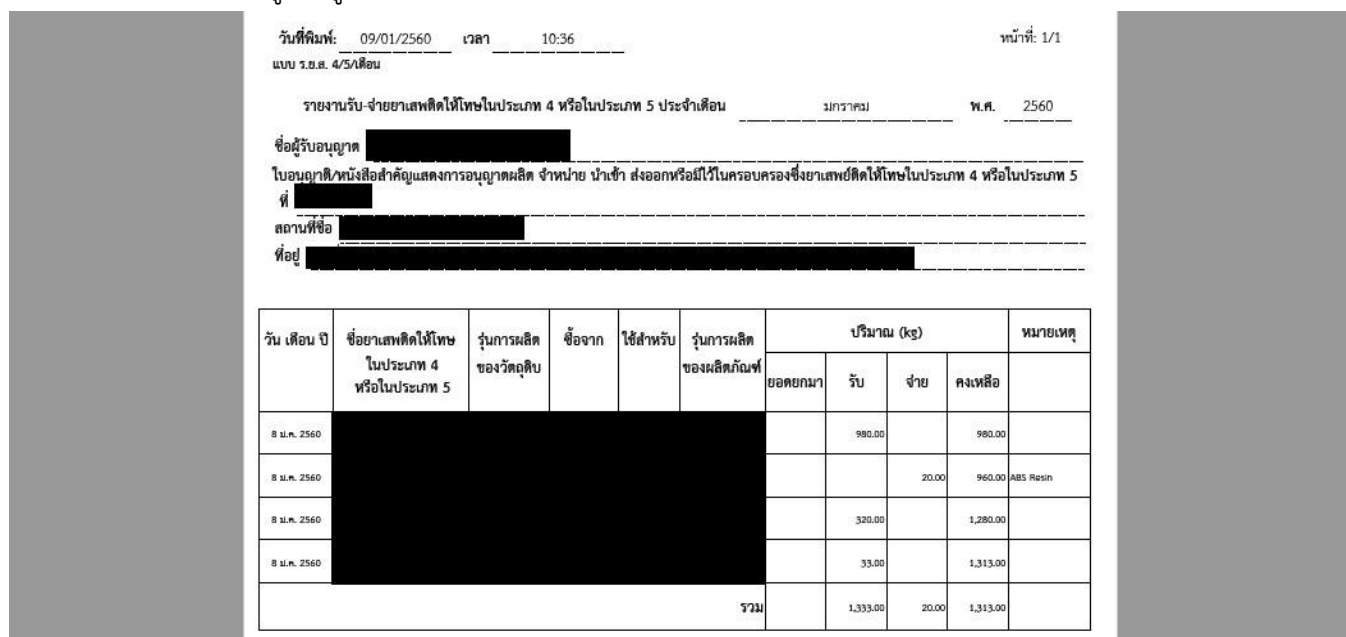 วันที่พิมพ์: 09/01/2560 เวลา 10:36 หน้าที่: 1/1
แบบ ร.ย.ส. 4/5/เดือน
รายงานรับ-จ่ายยาเสพติดให้โทษในประเภท 4 หรือในประเภท 5 ประจำเดือน มกราคม พ.ศ. 2560
ชื่อผู้รับอนุญาต
ใบอนุญาติ/หนังสือสำคัญแสดงการอนุญาตผลิต จำหน่าย นำเข้า ส่งออกหรือมีไว้ในครอบครองซึ่งยาเสพย์ติดให้โทษในประเภท 4 หรือในประเภท 5
ที่
สถานที่ชื่อ
ที่อยู่
วัน เดือน ปี ชื่อยาเสพติดให้โทษ รุ่นการผลิต ซื้อจาก ใช้สำหรับ รุ่นการผลิต ปริมาณ (kg) หมายเหตุ
ในประเภท 4 ของวัตถุดิบ ของผลิตภัณฑ์
หรือในประเภท 5 ยอดยกมา รับ จ่าย คงเหลือ
8 ม.ค. 2560 980.00 980.00
8 ม.ค. 2560 20.00 960.00 ABS Resin
8 ม.ค. 2560 320.00 1,280.00
8 ม.ค. 2560 33.00 1,313.00
รวม 1,333.00 20.00 1,313.00